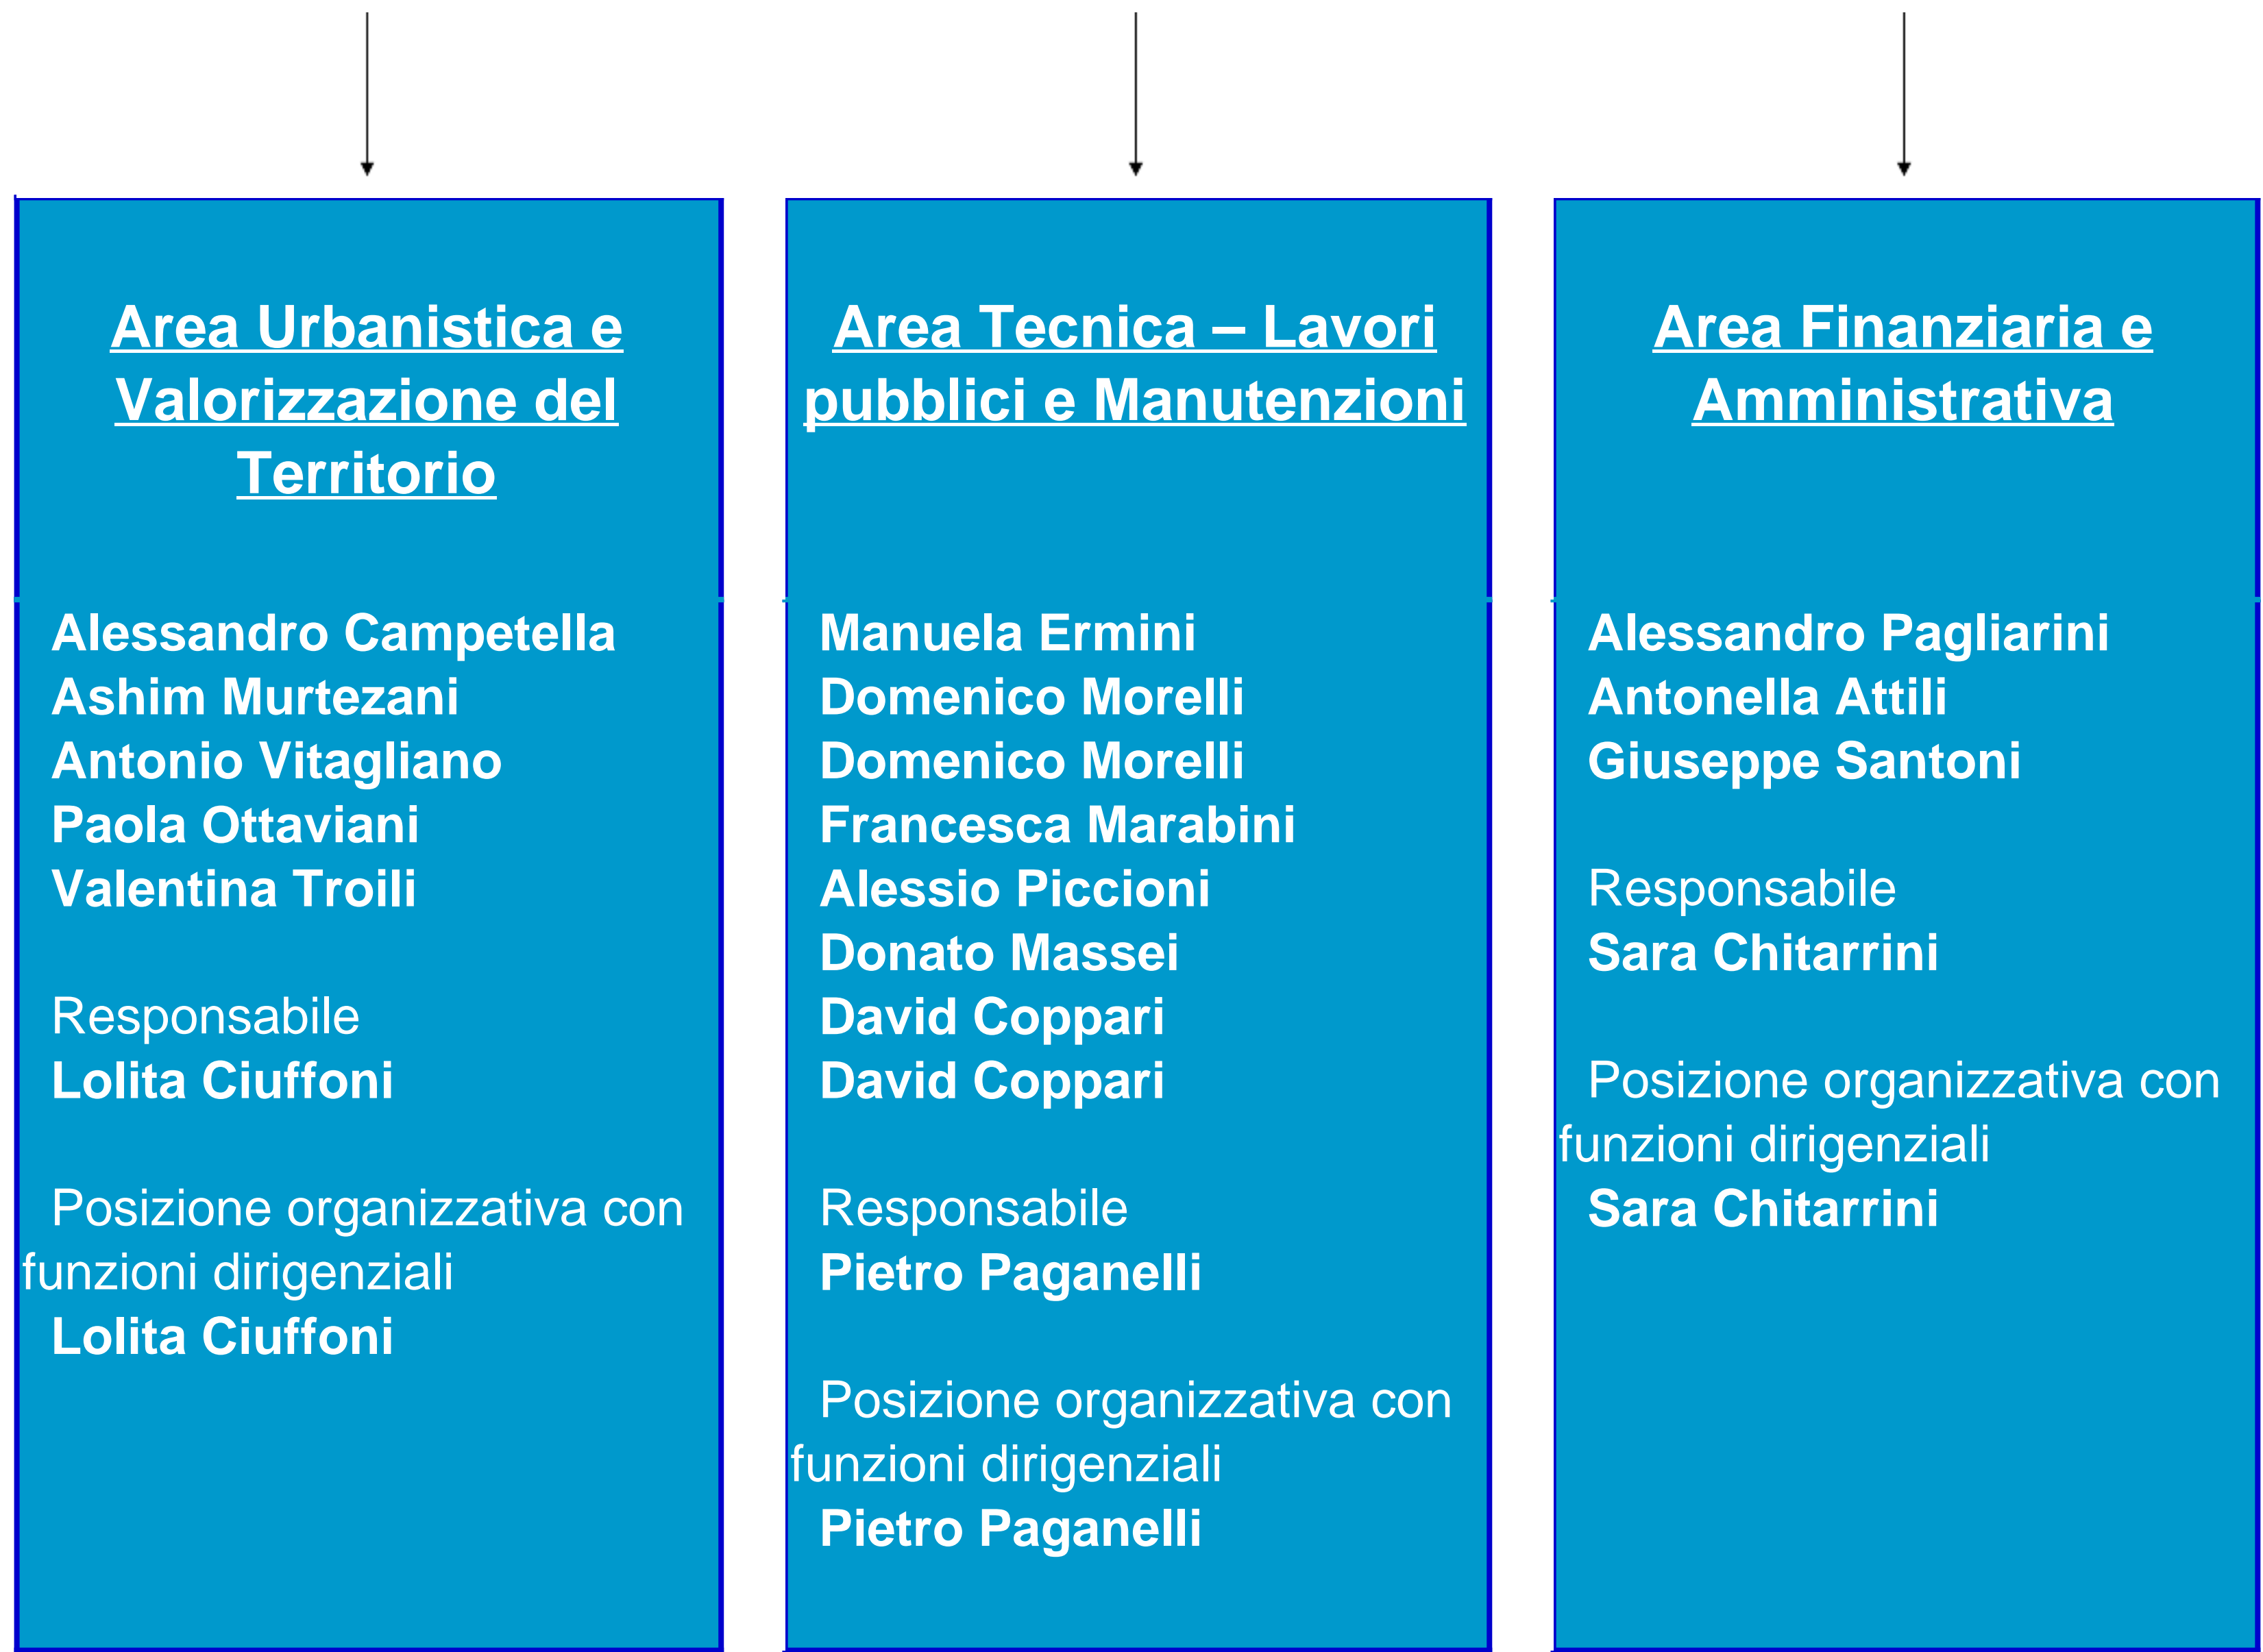 Area Urbanistica e
Valorizzazione del
Territorio
Alessandro Campetella
Ashim Murtezani
Antonio Vitagliano
Paola Ottaviani
Valentina Troili
Responsabile
Lolita Ciuffoni
Posizione organizzativa con
funzioni dirigenziali
Lolita Ciuffoni
Area Tecnica – Lavori
pubblici e Manutenzioni
Manuela Ermini
Domenico Morelli
Domenico Morelli
Francesca Marabini
Alessio Piccioni
Donato Massei
David Coppari
David Coppari
Responsabile
Pietro Paganelli
Posizione organizzativa con
funzioni dirigenziali
Pietro Paganelli
Area Finanziaria e
Amministrativa
Alessandro Pagliarini
Antonella Attili
Giuseppe Santoni
Responsabile
Sara Chitarrini
Posizione organizzativa con
funzioni dirigenziali
Sara Chitarrini